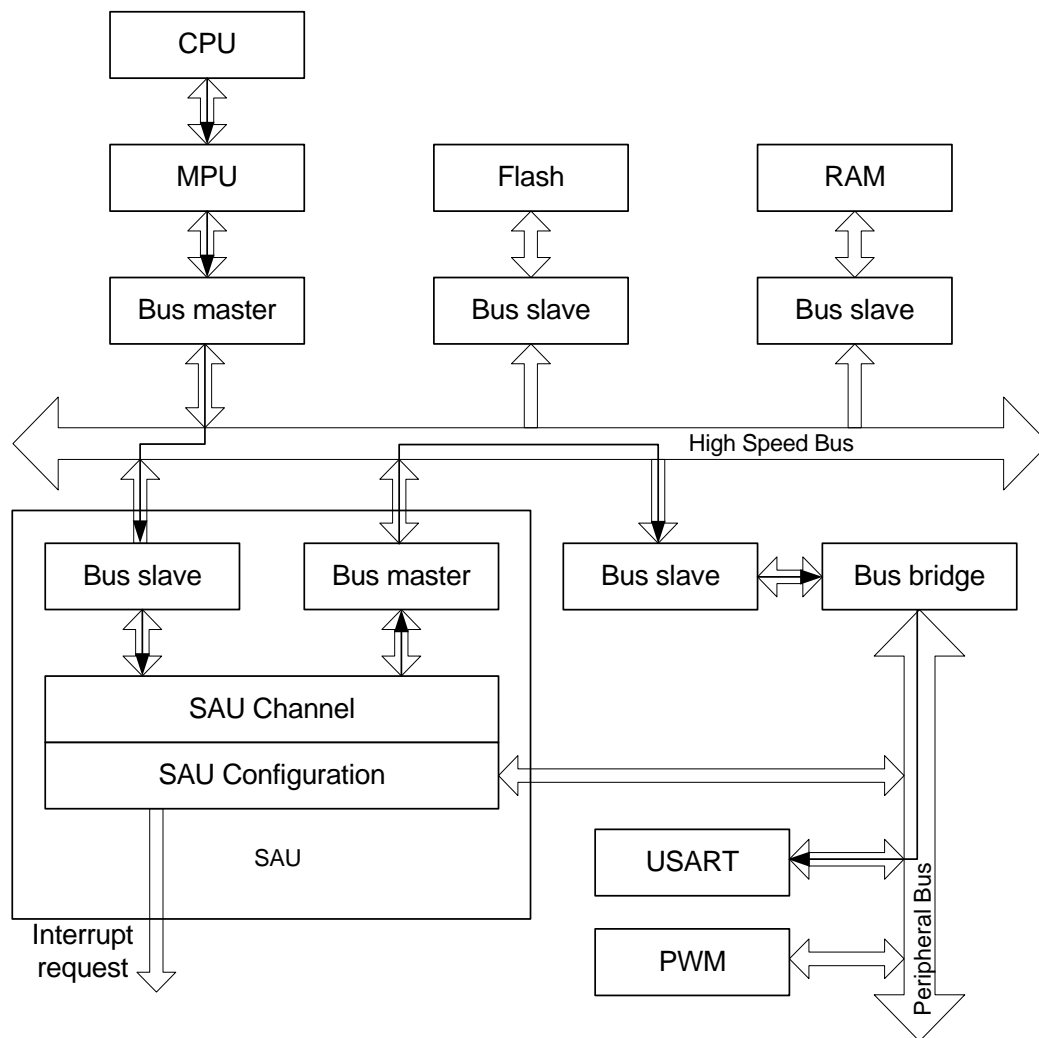 CPU
MPU
Flash
RAM
Bus master
Bus slave
Bus slave
High Speed Bus
Bus slave
Bus master
Bus slave
Bus bridge
SAU Channel
SAU Configuration
SAU
USART
Interrupt
request
PWM
Peripheral Bus